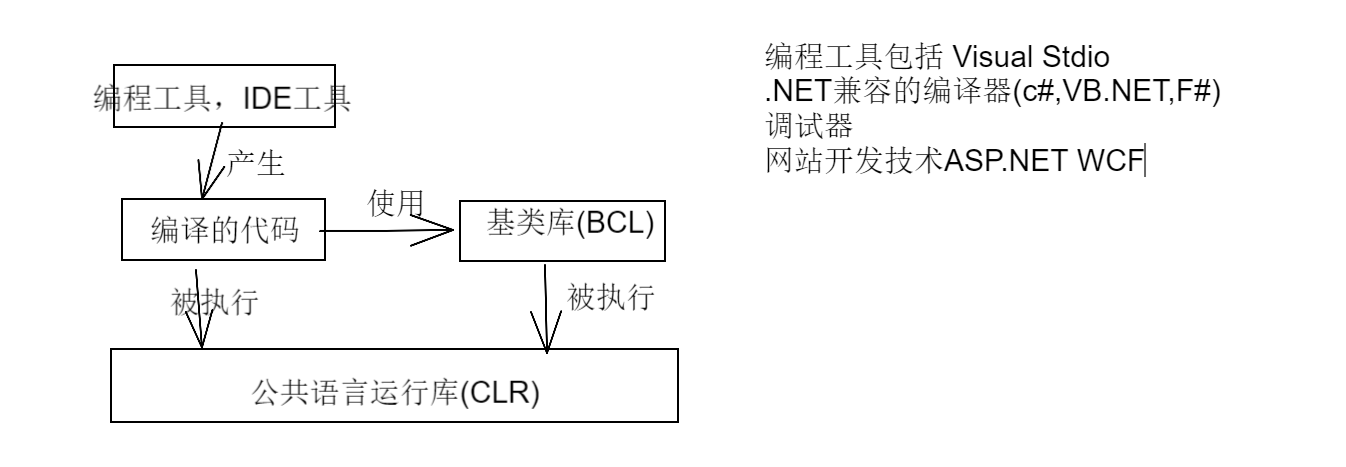 编程工具，IDE工具
产生
编译的代码
使用
基类库(BCL)
被执行
被执行
公共语言运行库(CLR)
编程工具包括 Visual Stdio
.NET兼容的编译器(c#,VB.NET,F#)
调试器
网站开发技术ASP.NET WCF